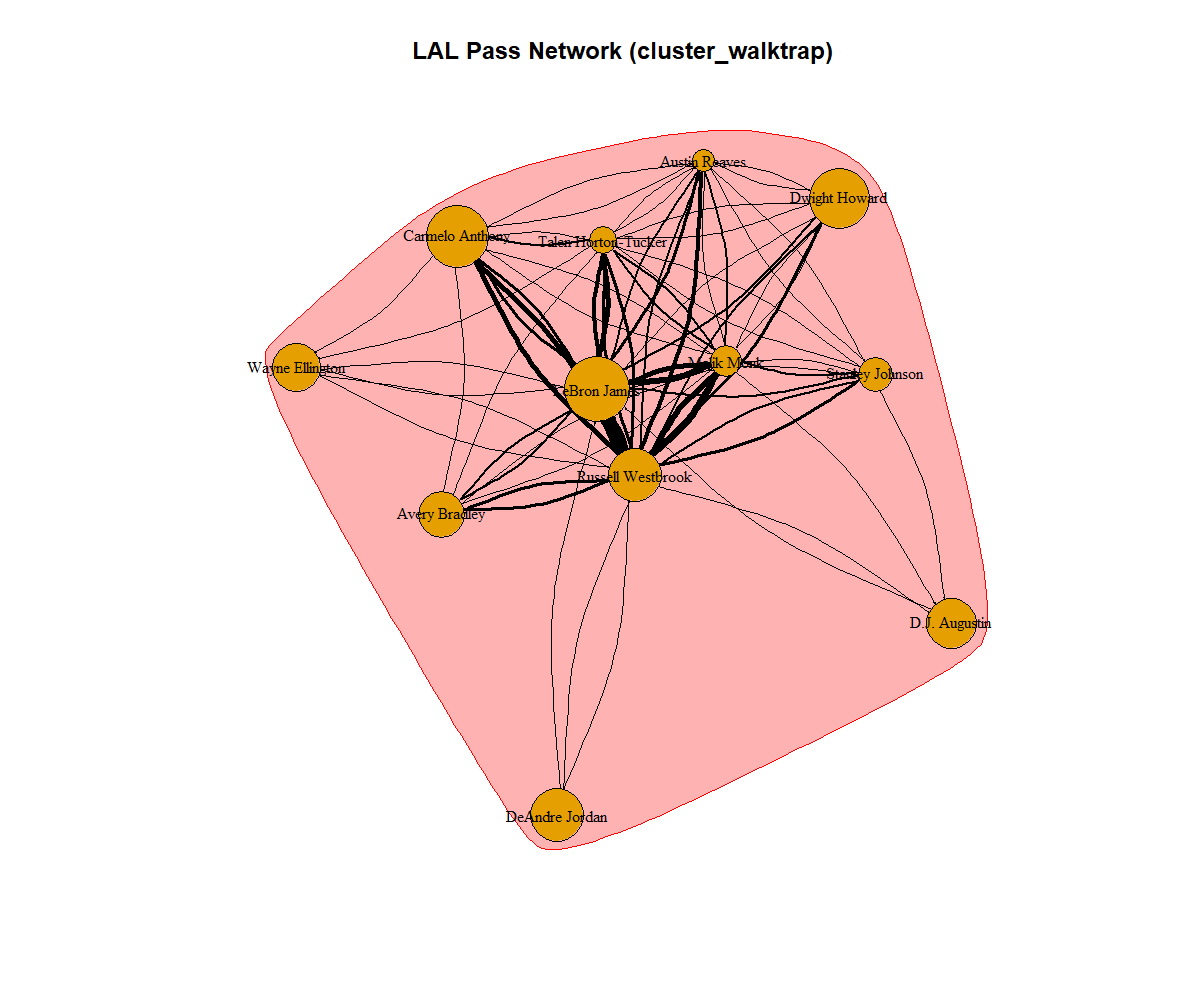 LAL Pass Network (cluster_walktrap)
Austin Reaves
Dwight Howard
Carmelo Anthony
Talen Horton-Tucker
Wayne Ellington
Malik Monk
Stanley Johnson
LeBron James
Russell Westbrook
Avery Bradley
D.J. Augustin
DeAndre Jordan